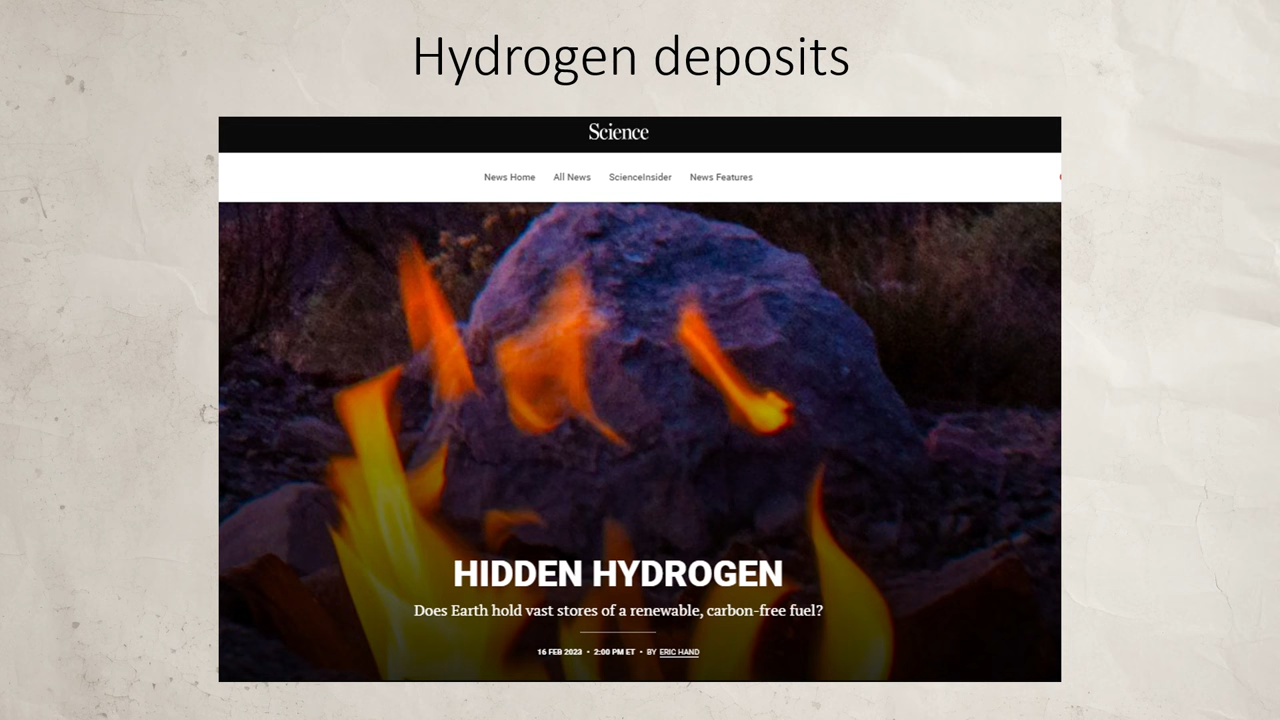 Hydrogen deposits
Science
News Home All News ScienceInsider News Features
HIDDEN HYDROGEN
Does Earth hold vast stores of a renewable, carbon-free fuel?
16 FEB 2023 • 2:00 PM ET • BY ERIC HAND